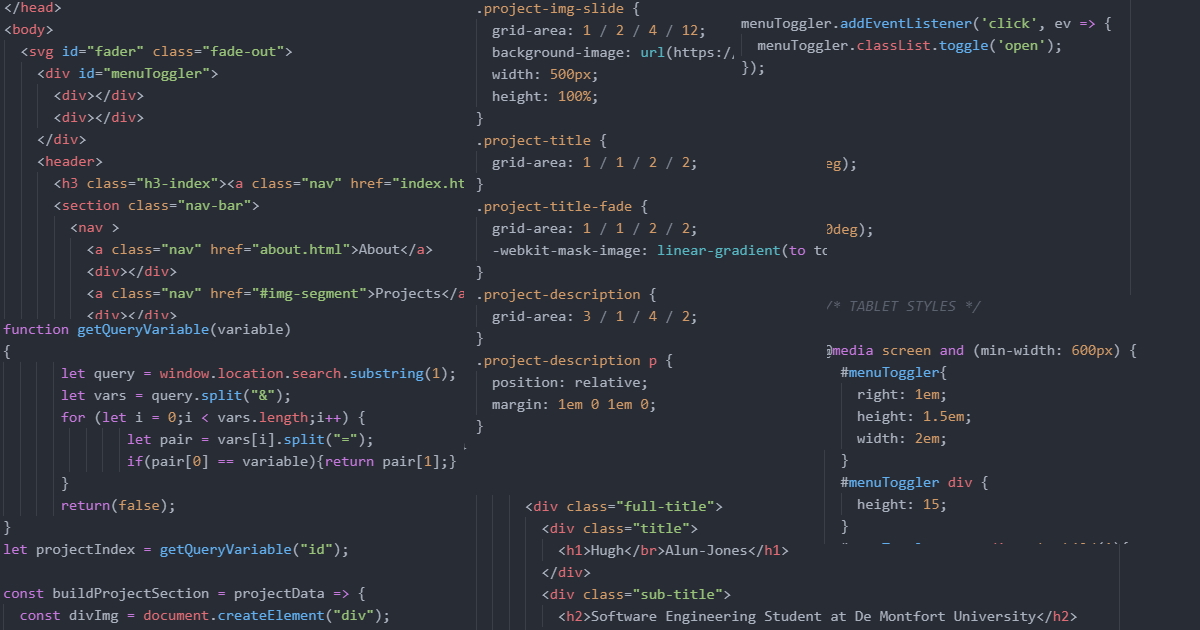 </head>
<body>
<svg id="fader" class="fade-out">
<div id="menuToggler">
<div></div>
<div></div>
</div>
<header>
<h3 class="h3-index"><a class="nav" href="index.ht
<section class="nav-bar">
<nav >
<a class="nav" href="about.html">About</a>
<div></div>
<a class="nav" href="#img-segment">Projects</a
<div></div>
function getQueryVariable(variable)
{
let query = window.location.search.substring(1);
let vars = query.split("&");
for (let i = 0;i < vars.length;i++) {
let pair = vars[i].split("=");
if(pair[0] == variable){return pair[1];}
}
return(false);
}
let projectIndex = getQueryVariable("id");
const buildProjectSection = projectData => {
const divImg = document.createElement("div");
.project-img-slide {
grid-area: 1 / 2 / 4 / 12;
background-image: url(https:/
width: 500px;
height: 100%;
}
.project-title {
grid-area: 1 / 1 / 2 / 2;
}
.project-title-fade {
grid-area: 1 / 1 / 2 / 2;
-webkit-mask-image: linear-gradient(to to
}
.project-description {
grid-area: 3 / 1 / 4 / 2;
}
.project-description p {
position: relative;
margin: 1em 0 1em 0;
}
<div class="full-title">
<div class="title">
<h1>Hugh</br>Alun-Jones</h1>
</div>
<div class="sub-title">
<h2>Software Engineering Student at De Montfort University</h2>
menuToggler.addEventListener('click', ev => {
menuToggler.classList.toggle('open');
});
eg);
0deg);
/* TABLET STYLES */
@media screen and (min-width: 600px) {
#menuToggler{
right: 1em;
height: 1.5em;
width: 2em;
}
#menuToggler div {
height: 15;
}